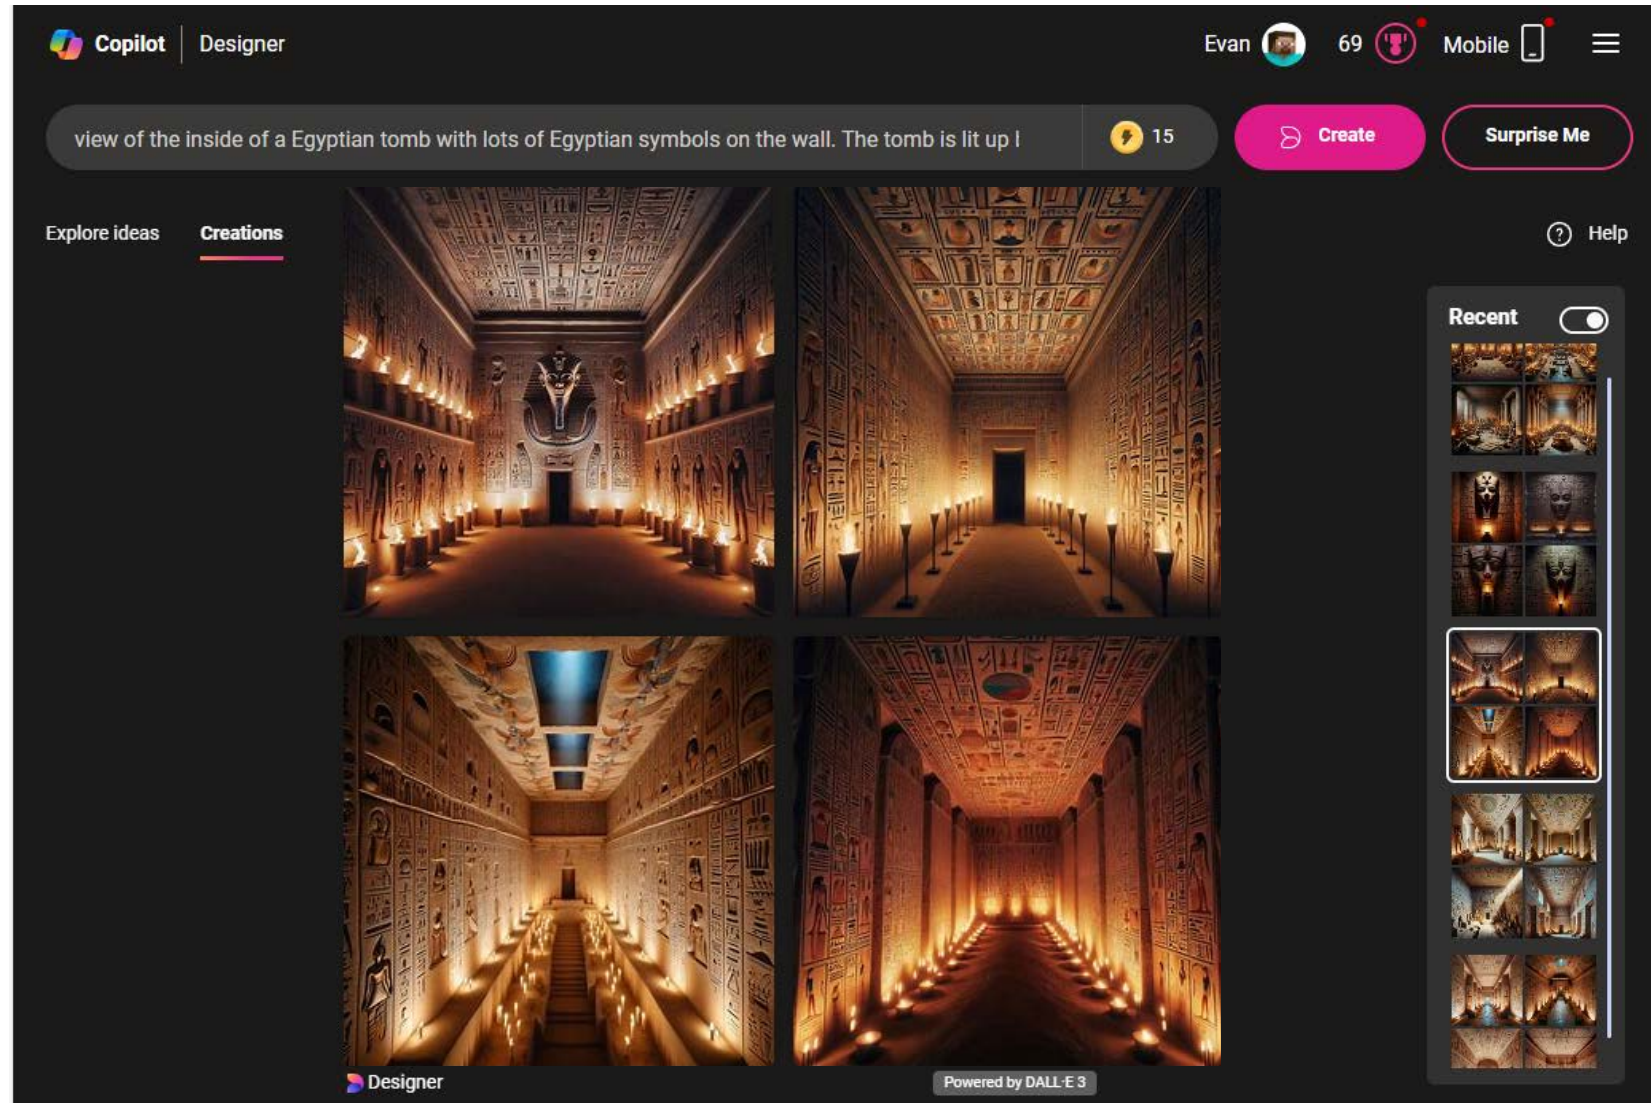 Copilot
Designer
Evan
69
Mobile
view of the inside of a Egyptian tomb with lots of Egyptian symbols on the wall. The tomb is lit up
15
Create
Surprise Me
Explore ideas
Creations
Help
Recent
Designer
Powered by DALL·E 3